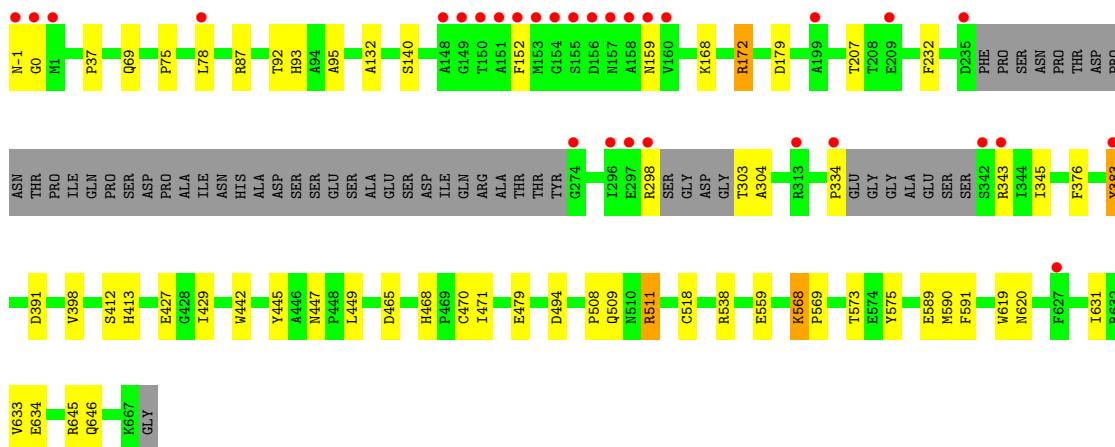 N-1 G0 M1 P37 Q69 P75 L78 R87 T92 H93 A94 A95 A132 S140 A148 G149 T150 A151 F152 M153 G154 S155 D156 N157 A158 N159 V160 K168 R172 D179 A199 T207 T208 E209 F232 D235 PHE PRO SER ASN PRO THR ASP PRO
ASN THR PRO ILE GLN PRO SER ASP PRO ALA ILE ASN HIS ALA ASP SER SER GLU SER ALA GLU SER ASP ILE GLN ARG ALA THR THR TYR G274 I296 E297 R298 SER GLY ASP GLY T303 A304 R313 P334 GLU GLY GLY ALA GLU SER SER S342 R343 I344 I345 F376 Y383
D391 V398 S412 H413 E427 G428 I429 W442 Y445 A446 N447 P448 L449 D465 H468 P469 C470 I471 E479 D494 P508 Q509 N510 R511 C518 R538 E559 K568 P569 T573 E574 Y575 E589 M590 F591 W619 N620 F627 I631 R632
V633 E634 R645 Q646 K667 GLY